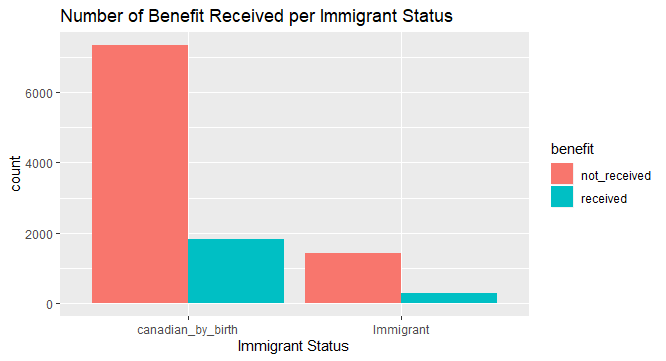 Number of Benefit Received per Immigrant Status
6000
4000
2000
0
count
canadian_by_birth
Immigrant
Immigrant Status
benefit
not_received
received